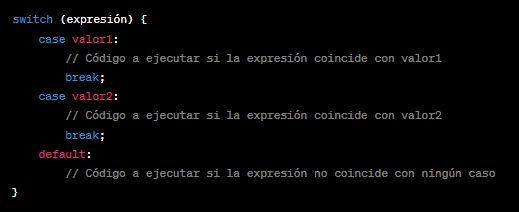 switch (expresión) {
    case valor1:
        // Código a ejecutar si la expresión coincide con valor1
        break;
    case valor2:
        // Código a ejecutar si la expresión coincide con valor2
        break;
    default:
        // Código a ejecutar si la expresión no coincide con ningún caso
}